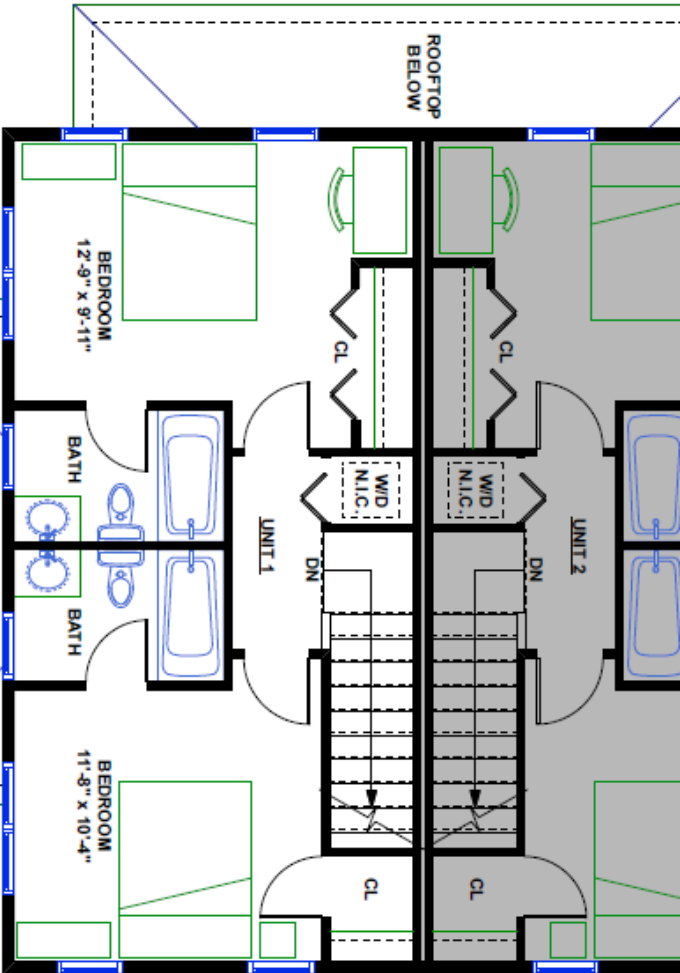 ROOFTOP
BELOW
BEDROOM
12'-9" x 9'-11"
CL
CL
BATH
W/D
N.I.C.
W/D
N.I.C.
UNIT 1
DN
DN
UNIT 2
BATH
BEDROOM
11'-8" x 10'-4"
CL
CL